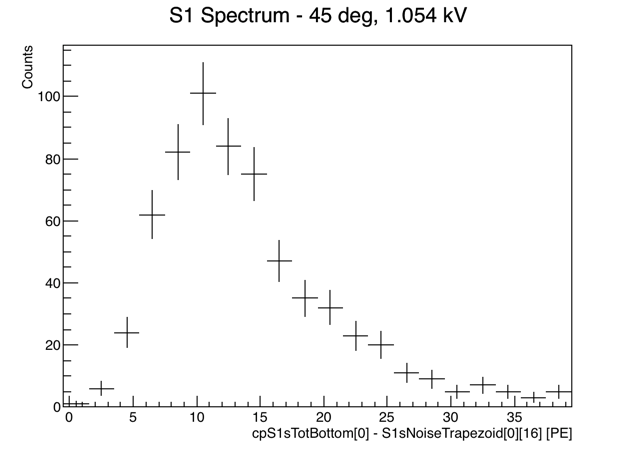 S1 Spectrum - 45 deg, 1.054 kV
Counts
100
80
60
40
20
0
0 5 10 15 20 25 30 35
cpS1sTotBottom[0] - S1sNoiseTrapezoid[0][16] [PE]